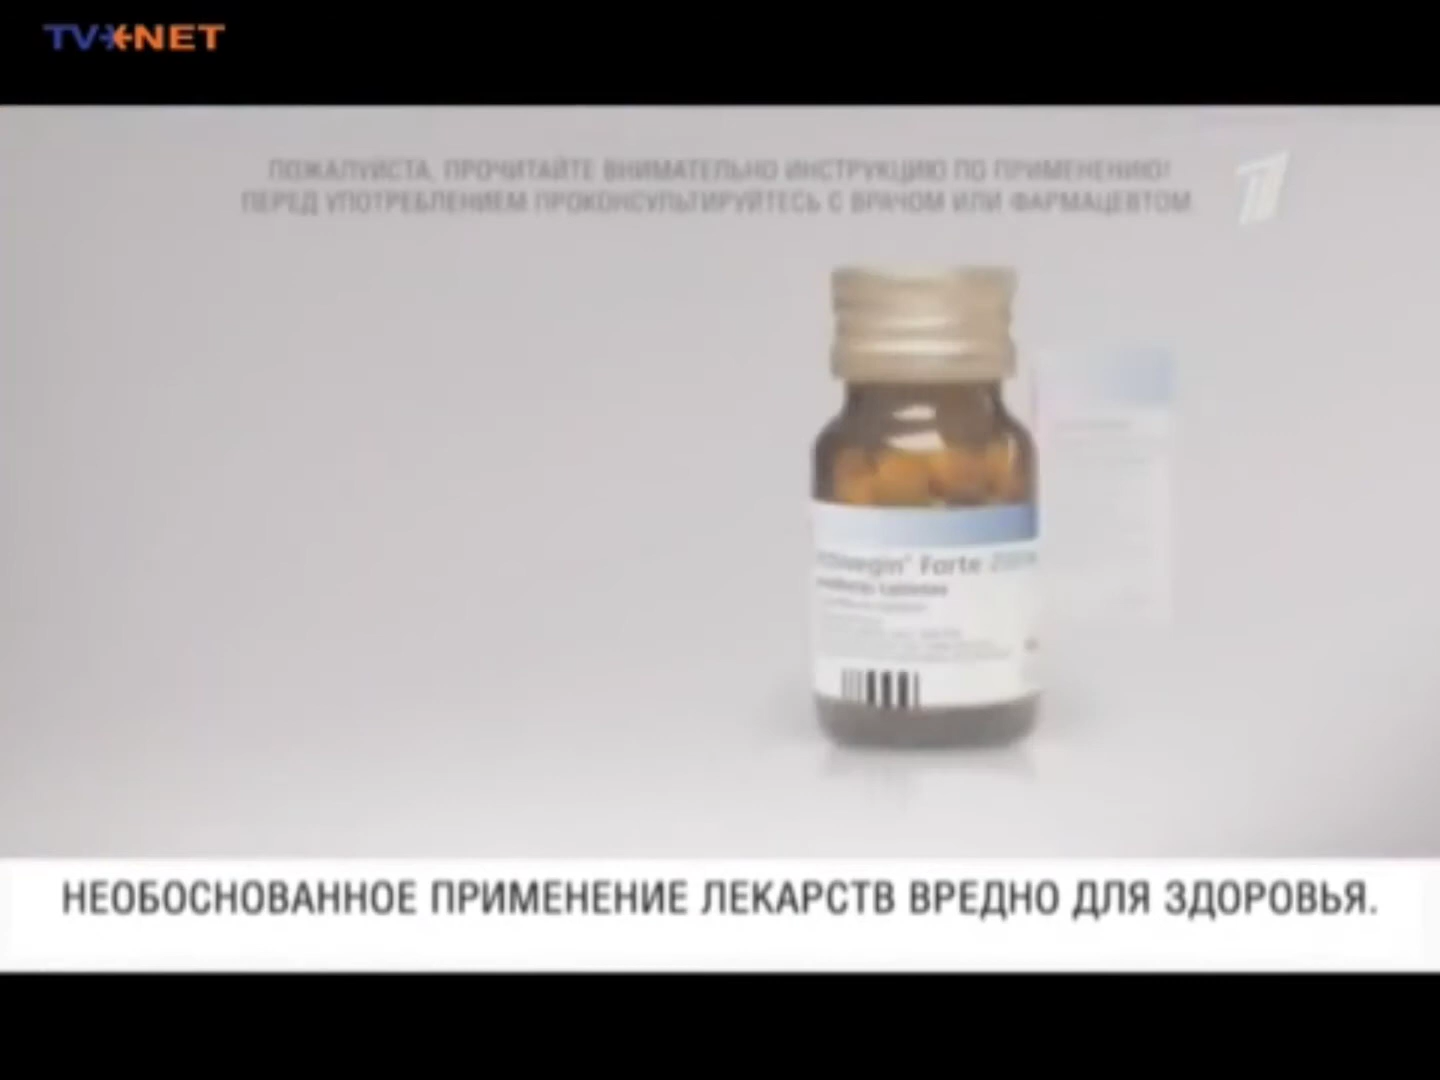 TV NET
ПОЖАЛУЙСТА, ПРОЧИТАЙТЕ ВНИМАТЕЛЬНО ИНСТРУКЦИЮ ПО ПРИМЕНЕНИЮ!
ПЕРЕД УПОТРЕБЛЕНИЕМ ПРОКОНСУЛЬТИРУЙТЕСЬ С ВРАЧОМ ИЛИ ФАРМАЦЕВТОМ.
Forte
НЕОБОСНОВАННОЕ ПРИМЕНЕНИЕ ЛЕКАРСТВ ВРЕДНО ДЛЯ ЗДОРОВЬЯ.